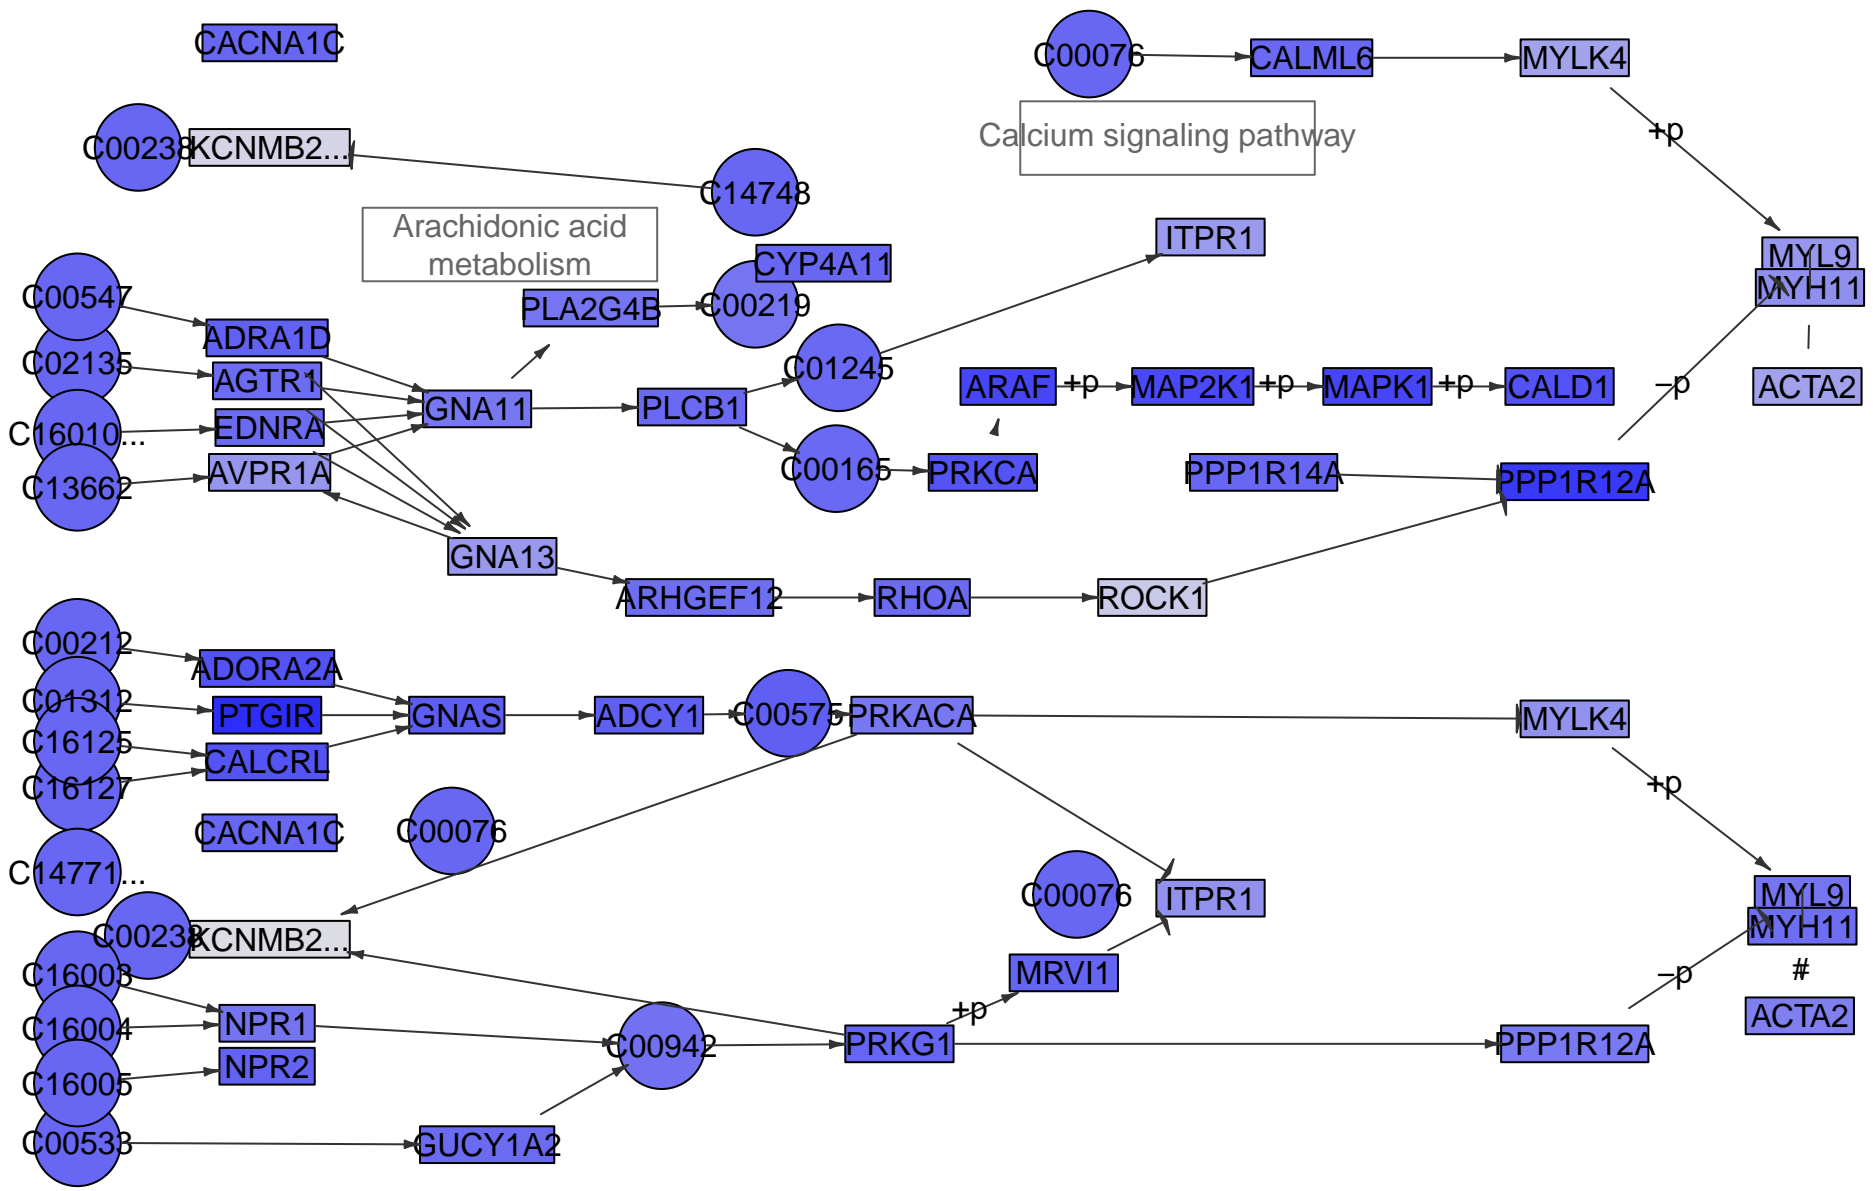 CACNA1C
C00076
CALML6
MYLK4
+p
Calcium signaling pathway
C00238
KCNMB2...
C14748
Arachidonic acid
metabolism
ITPR1
CYP4A11
MYL9
MYH11
C00547
PLA2G4B
C00219
ADRA1D
C02135
AGTR1
C01245
ARAF
+p
MAP2K1
+p
MAPK1
+p
CALD1
–p
ACTA2
GNA11
PLCB1
C16010...
EDNRA
AVPR1A
C13662
C00165
PRKCA
PPP1R14A
PPP1R12A
GNA13
ARHGEF12
RHOA
ROCK1
C00212
ADORA2A
C01312
PTGIR
GNAS
ADCY1
C00575
PRKACA
MYLK4
C16125
CALCRL
C16127
+p
CACNA1C
C00076
C14771...
C00076
ITPR1
MYL9
MYH11
C00238
KCNMB2...
C16003
MRVI1
–p
#
+p
C16004
NPR1
ACTA2
C00942
PRKG1
PPP1R12A
NPR2
C16005
C00533
GUCY1A2